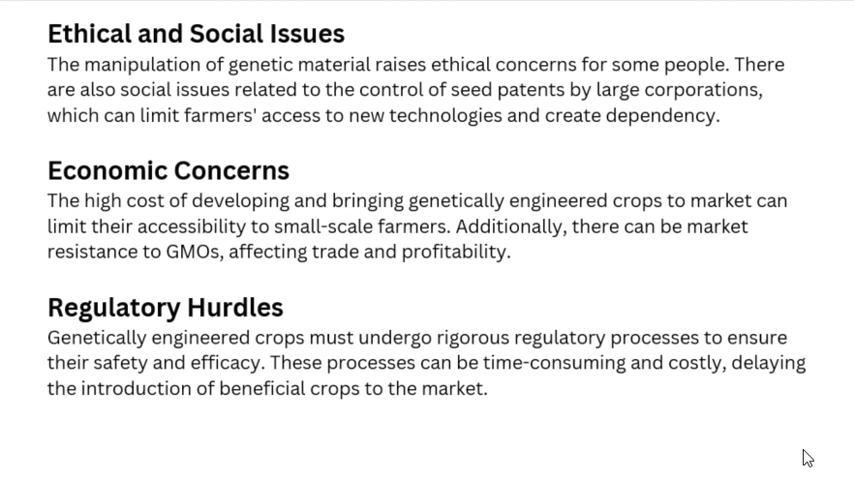 Ethical and Social Issues
The manipulation of genetic material raises ethical concerns for some people. There
are also social issues related to the control of seed patents by large corporations,
which can limit farmers' access to new technologies and create dependency.
Economic Concerns
The high cost of developing and bringing genetically engineered crops to market can
limit their accessibility to small-scale farmers. Additionally, there can be market
resistance to GMOs, affecting trade and profitability.
Regulatory Hurdles
Genetically engineered crops must undergo rigorous regulatory processes to ensure
their safety and efficacy. These processes can be time-consuming and costly, delaying
the introduction of beneficial crops to the market.